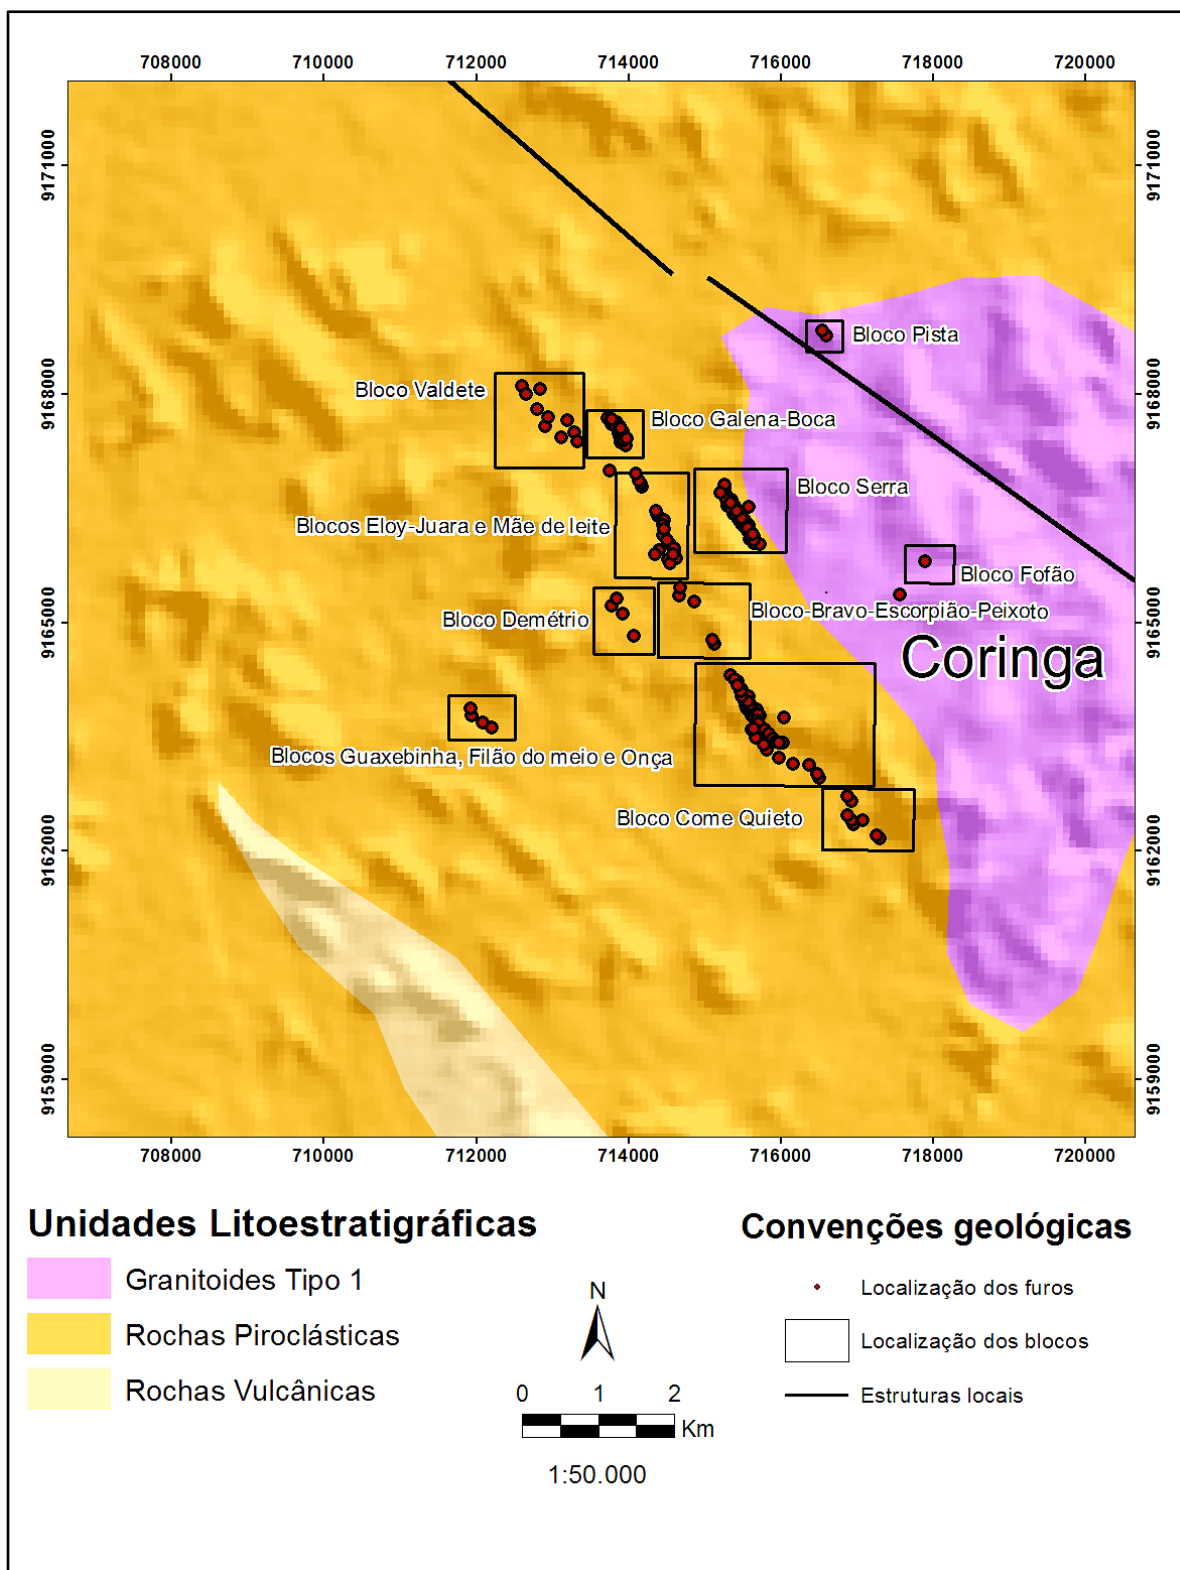 708000 710000 712000 714000 716000 718000 720000
9171000 9171000
Bloco Pista
9168000 9168000
Bloco Valdete
Bloco Galena-Boca
Bloco Serra
Blocos Eloy-Juara e Mãe de leite
Bloco Fofão
Bloco-Bravo-Escorpião-Peixoto
Bloco Demétrio
9165000 9165000
Coringa
Blocos Guaxebinha, Filão do meio e Onça
Bloco Come Quieto
9162000 9162000
9159000 9159000
708000 710000 712000 714000 716000 718000 720000
Unidades Litoestratigráficas
Granitoides Tipo 1
Rochas Piroclásticas
Rochas Vulcânicas
N
0 1 2
Km
1:50.000
Convenções geológicas
Localização dos furos
Localização dos blocos
Estruturas locais